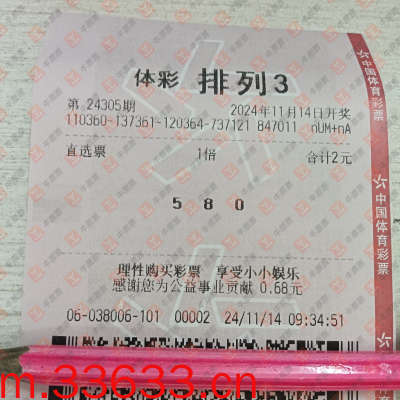 体彩 排列3
第 24305期 2024年11月14日开奖
110360-137361-120364-737121 847011 nUM+nA
直选票 1倍 合计2元
5 8 0
理性购买彩票 享受小小娱乐
感谢您为公益事业贡献 0.68元
06-038006-101 00002 24/11/14 09:34:51
中国体育彩票
中国体育彩票
m.33633.cn